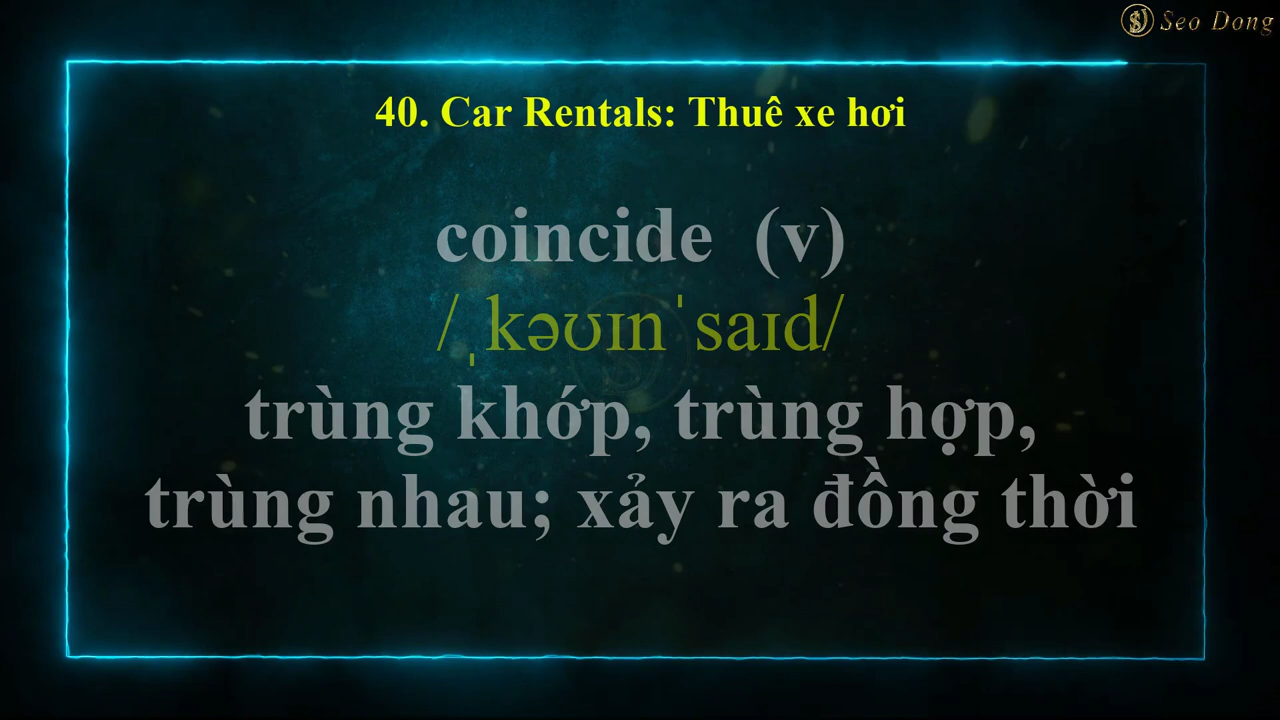 Seo Dong
40. Car Rentals: Thuê xe hơi
coincide (v)
/ˌkəʊɪnˈsaɪd/
trùng khớp, trùng hợp,
trùng nhau; xảy ra đồng thời